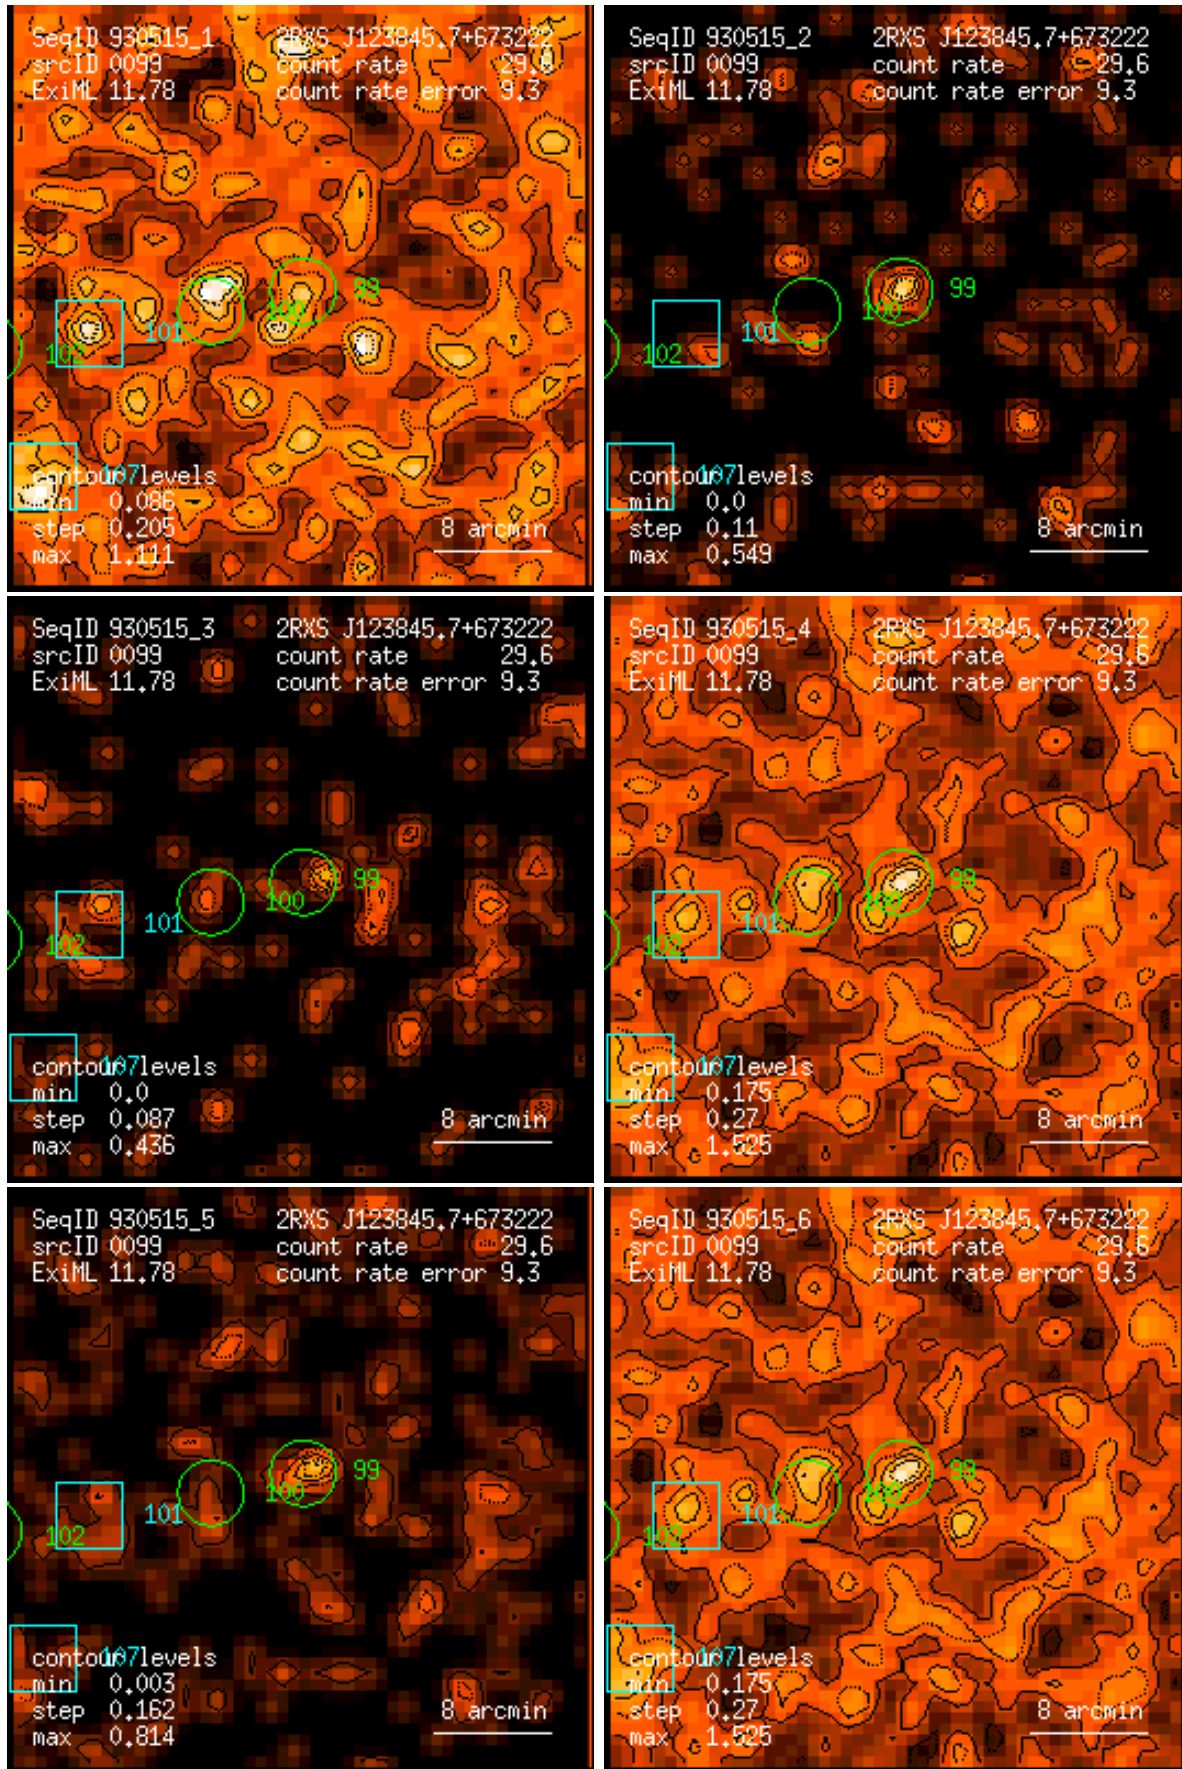 SeqID 930515_1 2RXS J123845.7+673222
srcID 0099 count rate 29.6
ExiML 11.78 count rate error 9.3
99
100
101
102
107
contour levels
min 0.086
step 0.205
max 1.111
8 arcmin
SeqID 930515_2 2RXS J123845.7+673222
srcID 0099 count rate 29.6
ExiML 11.78 count rate error 9.3
99
100
101
102
107
contour levels
min 0.0
step 0.11
max 0.549
8 arcmin
SeqID 930515_3 2RXS J123845.7+673222
srcID 0099 count rate 29.6
ExiML 11.78 count rate error 9.3
99
100
101
102
107
contour levels
min 0.0
step 0.087
max 0.436
8 arcmin
SeqID 930515_4 2RXS J123845.7+673222
srcID 0099 count rate 29.6
ExiML 11.78 count rate error 9.3
99
100
101
102
107
contour levels
min 0.175
step 0.27
max 1.525
8 arcmin
SeqID 930515_5 2RXS J123845.7+673222
srcID 0099 count rate 29.6
ExiML 11.78 count rate error 9.3
99
100
101
102
107
contour levels
min 0.003
step 0.162
max 0.814
8 arcmin
SeqID 930515_6 2RXS J123845.7+673222
srcID 0099 count rate 29.6
ExiML 11.78 count rate error 9.3
99
100
101
102
107
contour levels
min 0.175
step 0.27
max 1.525
8 arcmin